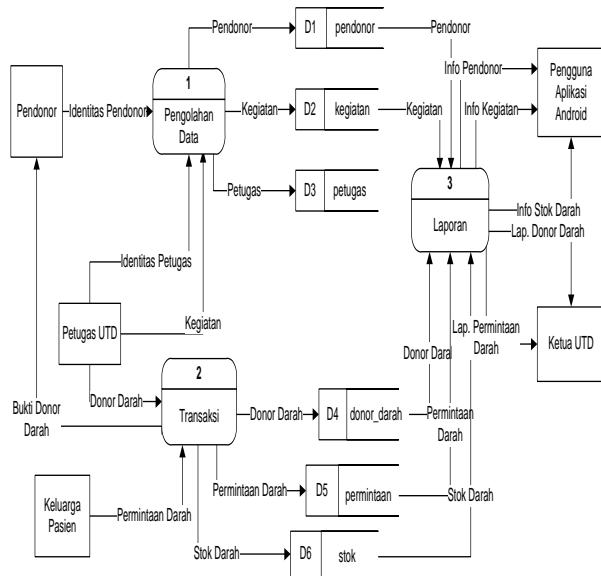 Pendonor
D1 pendonor
Pendonor
1
Info Pendonor
Pengguna
Aplikasi
Android
Pendonor
Identitas Pendonor
Pengolahan
Data
Kegiatan
D2 kegiatan
Kegiatan
Info Kegiatan
Petugas
D3 petugas
3
Laporan
Info Stok Darah
Lap. Donor Darah
Identitas Petugas
Petugas UTD
Kegiatan
Lap. Permintaan
Darah
Ketua UTD
Donor Daral
2
Transaksi
Bukti Donor
Darah
Donor Darah
Donor Darah
D4 donor_darah
Permintaan
Darah
Keluarga
Pasien
Permintaan Darah
Permintaan Darah
D5 permintaan
Stok Darah
Stok Darah
D6 stok